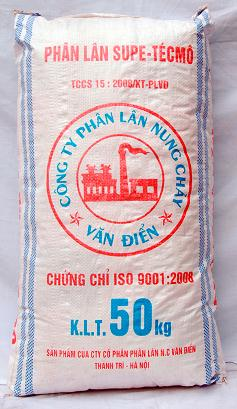 PHÂN LÂN SUPE-TÉCMÔ
TCCS 15 : 2008/KT-PLVĐ
CÔNG TY PHÂN LÂN NUNG CHẢY
VĂN ĐIỂN
CHỨNG CHỈ ISO 9001:2008
K.L.T. 50kg
SẢN PHẨM CỦA CTY CỔ PHẦN PHÂN LÂN N.C VĂN ĐIỂN
THANH TRÌ - HÀ NỘI